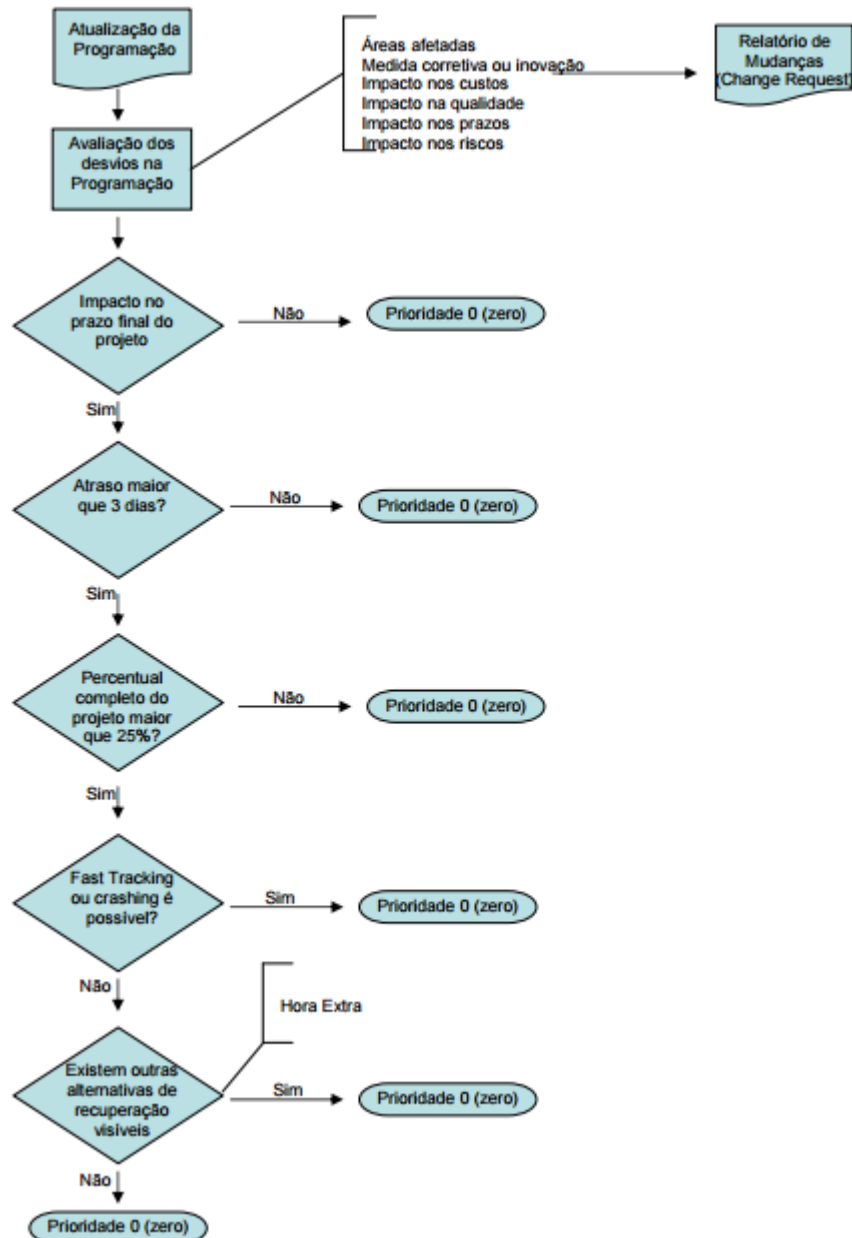 Atualização da
Programação
Áreas afetadas
Medida corretiva ou inovação
Impacto nos custos
Impacto na qualidade
Impacto nos prazos
Impacto nos riscos
Relatório de
Mudanças
(Change Request)
Avaliação dos
desvios na
Programação
Impacto no
prazo final do
projeto
Não
Prioridade 0 (zero)
Sim
Atraso maior
que 3 dias?
Não
Prioridade 0 (zero)
Sim
Percentual
completo do
projeto maior
que 25%?
Não
Prioridade 0 (zero)
Sim
Fast Tracking
ou crashing é
possível?
Sim
Prioridade 0 (zero)
Não
Hora Extra
Existem outras
alternativas de
recuperação
visíveis
Sim
Prioridade 0 (zero)
Não
Prioridade 0 (zero)